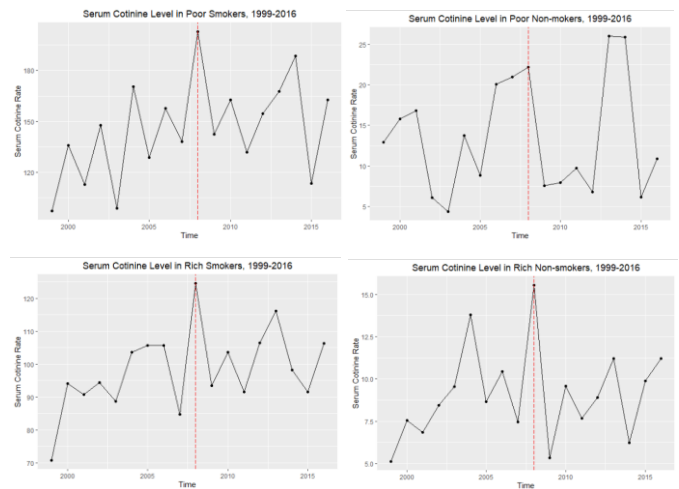 Serum Cotinine Level in Poor Smokers, 1999-2016
Serum Cotinine Rate
180
150
120
2000
2005
2010
2015
Time
Serum Cotinine Level in Poor Non-mokers, 1999-2016
Serum Cotinine Rate
25
20
15
10
5
2000
2005
2010
2015
Time
Serum Cotinine Level in Rich Smokers, 1999-2016
Serum Cotinine Rate
120
110
100
90
80
70
2000
2005
2010
2015
Time
Serum Cotinine Level in Rich Non-smokers, 1999-2016
Serum Cotinine Rate
15.0
12.5
10.0
7.5
5.0
2000
2005
2010
2015
Time